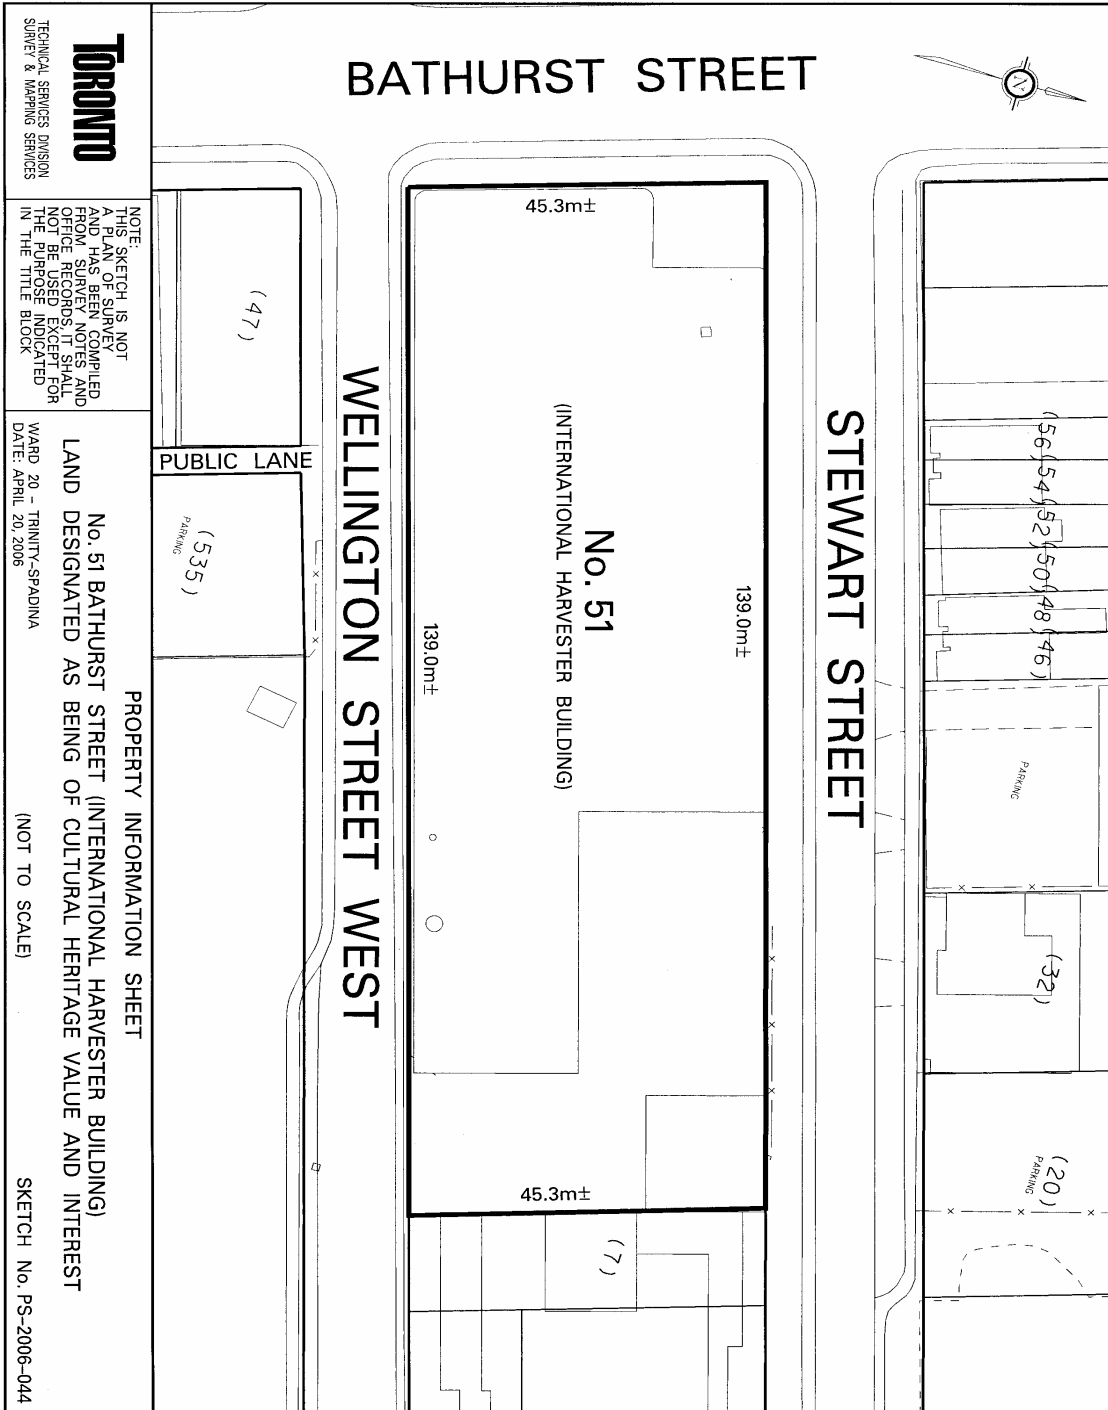 BATHURST STREET
N
45.3m±
(47)
WELLINGTON STREET WEST
STEWART STREET
(INTERNATIONAL HARVESTER BUILDING)
No. 51
139.0m±
139.0m±
(56)
(54)
(52)
(50)
(48)
(46)
PUBLIC LANE
(535)
PARKING
PARKING
(32)
(20)
PARKING
45.3m±
(7)
TORONTO
TECHNICAL SERVICES DIVISION
SURVEY & MAPPING SERVICES
NOTE:
THIS SKETCH IS NOT
A PLAN OF SURVEY
AND HAS BEEN COMPILED
FROM SURVEY NOTES AND
OFFICE RECORDS, IT SHALL
NOT BE USED EXCEPT FOR
THE PURPOSE INDICATED
IN THE TITLE BLOCK
PROPERTY INFORMATION SHEET
No. 51 BATHURST STREET (INTERNATIONAL HARVESTER BUILDING)
LAND DESIGNATED AS BEING OF CULTURAL HERITAGE VALUE AND INTEREST
WARD 20 - TRINITY-SPADINA
DATE: APRIL 20, 2006
(NOT TO SCALE)
SKETCH No. PS-2006-044